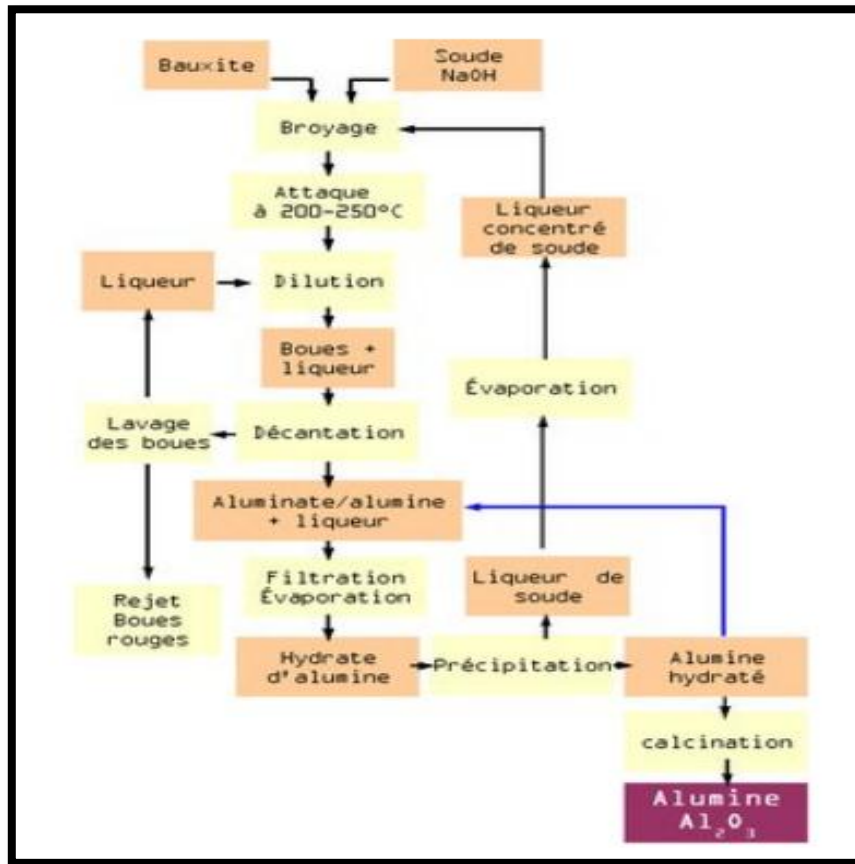 Bauxite
Soude
NaOH
Broyage
Attaque
à 200-250°C
Liqueur
concentré
de soude
Liqueur
Dilution
Boues +
liqueur
Évaporation
Lavage
des boues
Décantation
Aluminate/alumine
+ liqueur
Filtration
Évaporation
Liqueur de
soude
Rejet
Boues
rouges
Hydrate
d'alumine
Précipitation
Alumine
hydraté
calcination
Alumine
Al₂O₃